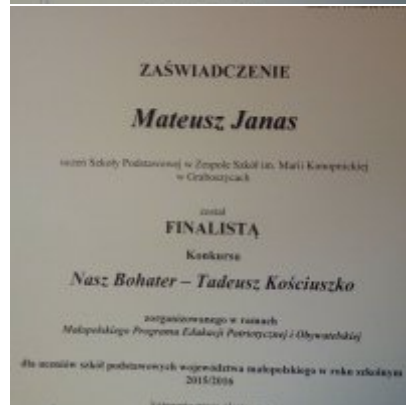 ZAŚWIADCZENIE
Mateusz Janas
uczeń Szkoły Podstawowej w Zespole Szkół im. Marii Konopnickiej
w Graboszycach
został
FINALISTĄ
Konkursu
Nasz Bohater – Tadeusz Kościuszko
zorganizowanego w ramach
Małopolskiego Programu Edukacji Patriotycznej i Obywatelskiej
dla uczniów szkół podstawowych województwa małopolskiego w roku szkolnym
2015/2016